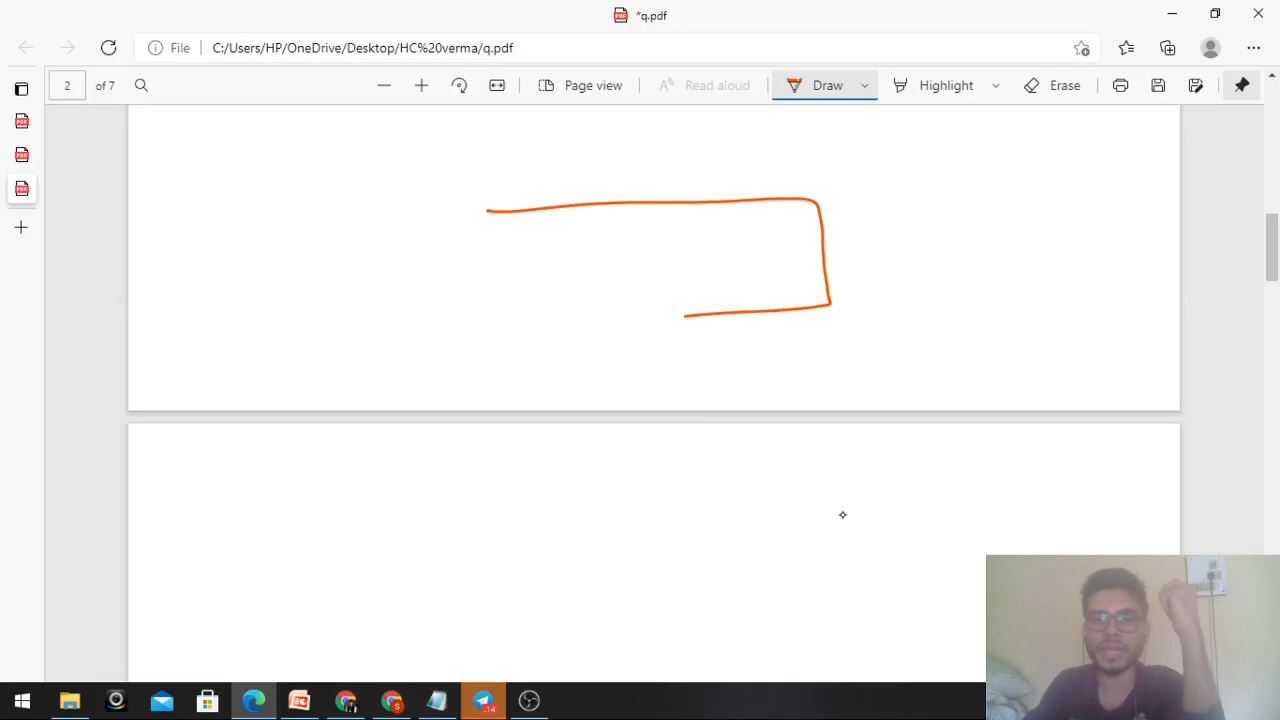 *q.pdf
File C:/Users/HP/OneDrive/Desktop/HC%20verma/q.pdf
2 of 7 Page view Read aloud Draw Highlight Erase
14